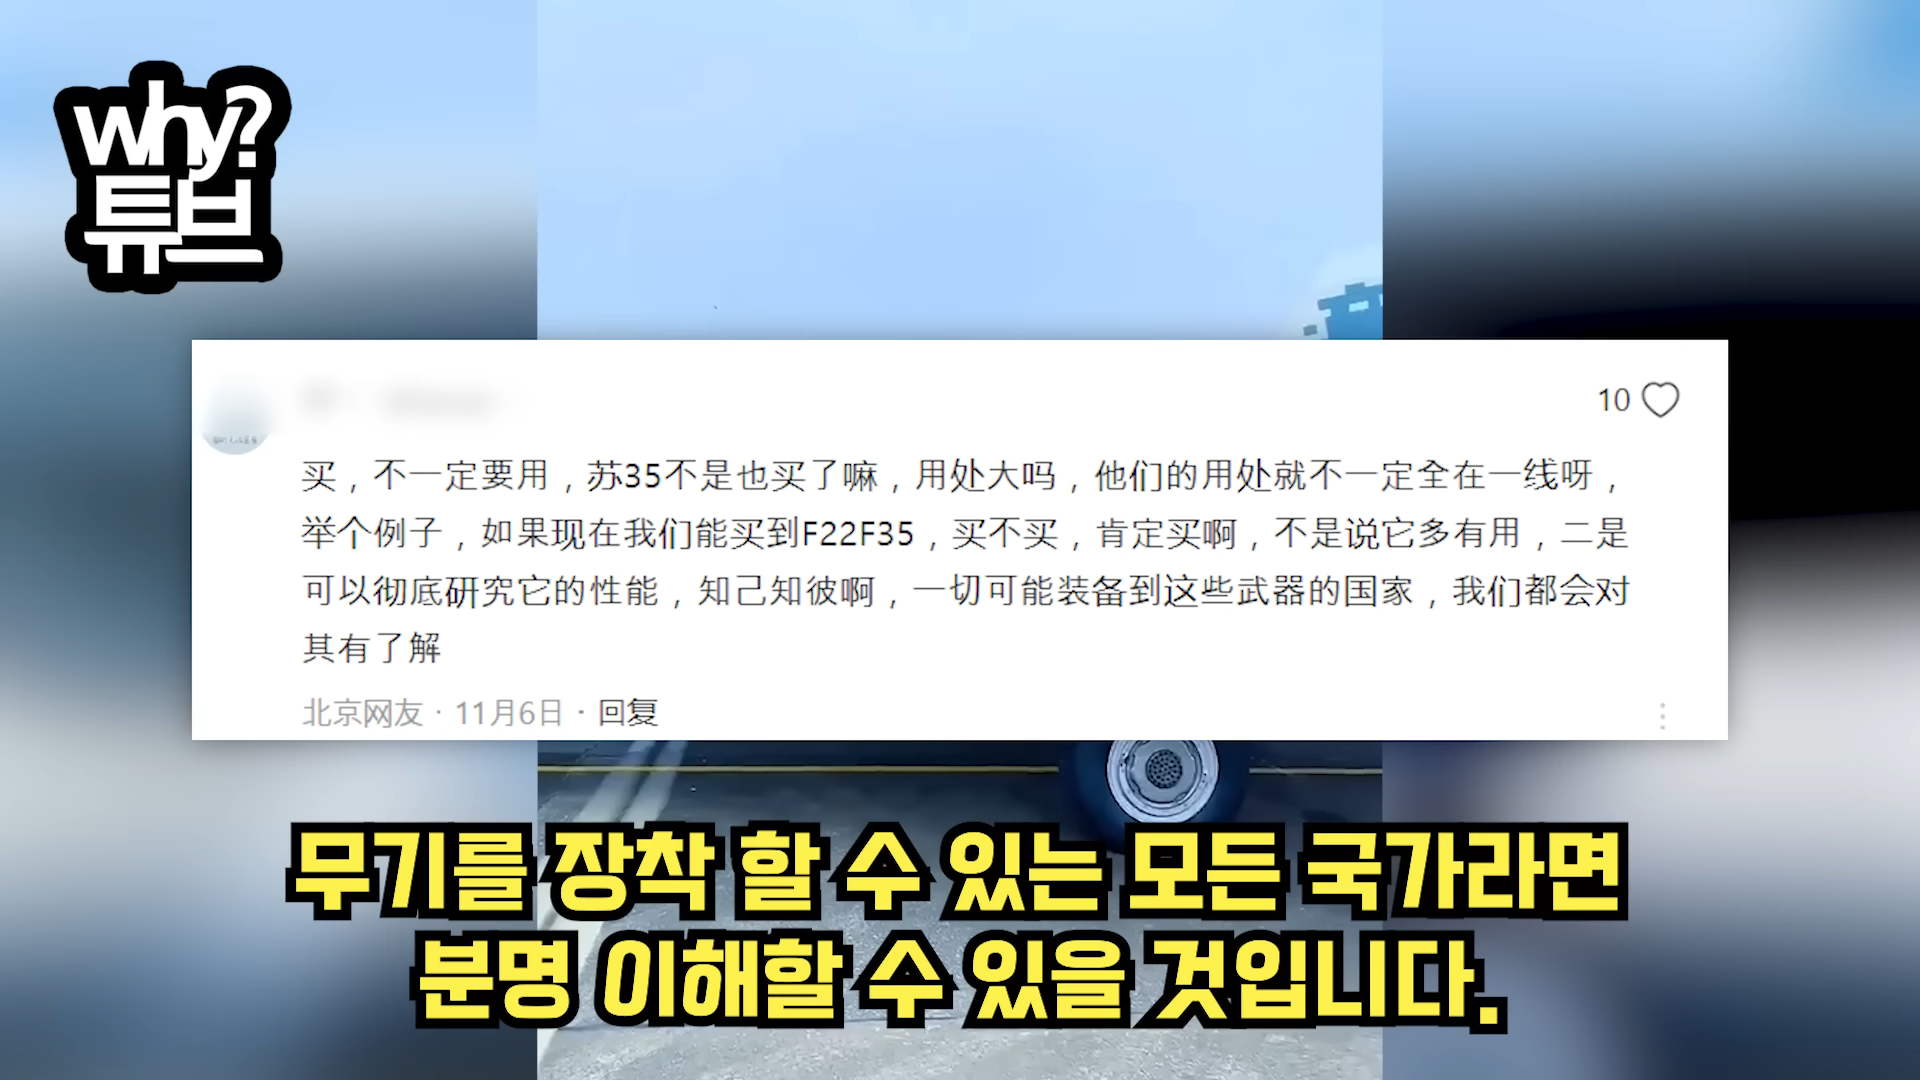 why?
튜브
10
买，不一定要用，苏35不是也买了嘛，用处大吗，他们的用处就不一定全在一线呀，
举个例子，如果现在我们能买到F22F35，买不买，肯定买啊，不是说它多有用，二是
可以彻底研究它的性能，知己知彼啊，一切可能装备到这些武器的国家，我们都会对
其有了解
北京网友 · 11月6日 · 回复
무기를 장착 할 수 있는 모든 국가라면
분명 이해할 수 있을 것입니다.